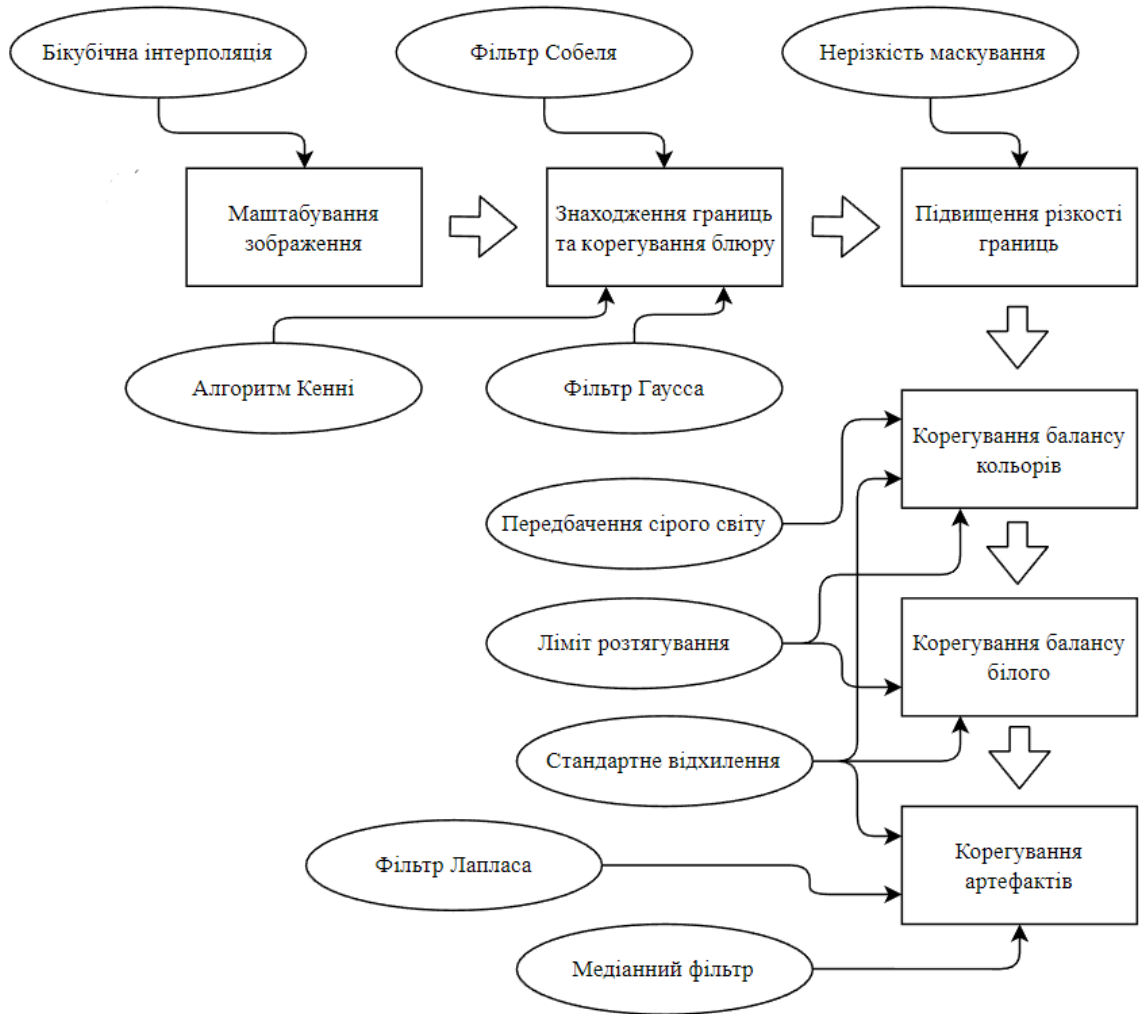 Бікубічна інтерполяція
Фільтр Собеля
Нерізкість маскування
Маштабування
зображення
Знаходження границь
та корегування блюру
Підвищення різкості
границь
Алгоритм Кенні
Фільтр Гаусса
Корегування балансу
кольорів
Передбачення сірого світу
Ліміт розтягування
Корегування балансу
білого
Стандартне відхилення
Фільтр Лапласа
Корегування
артефактів
Медіанний фільтр